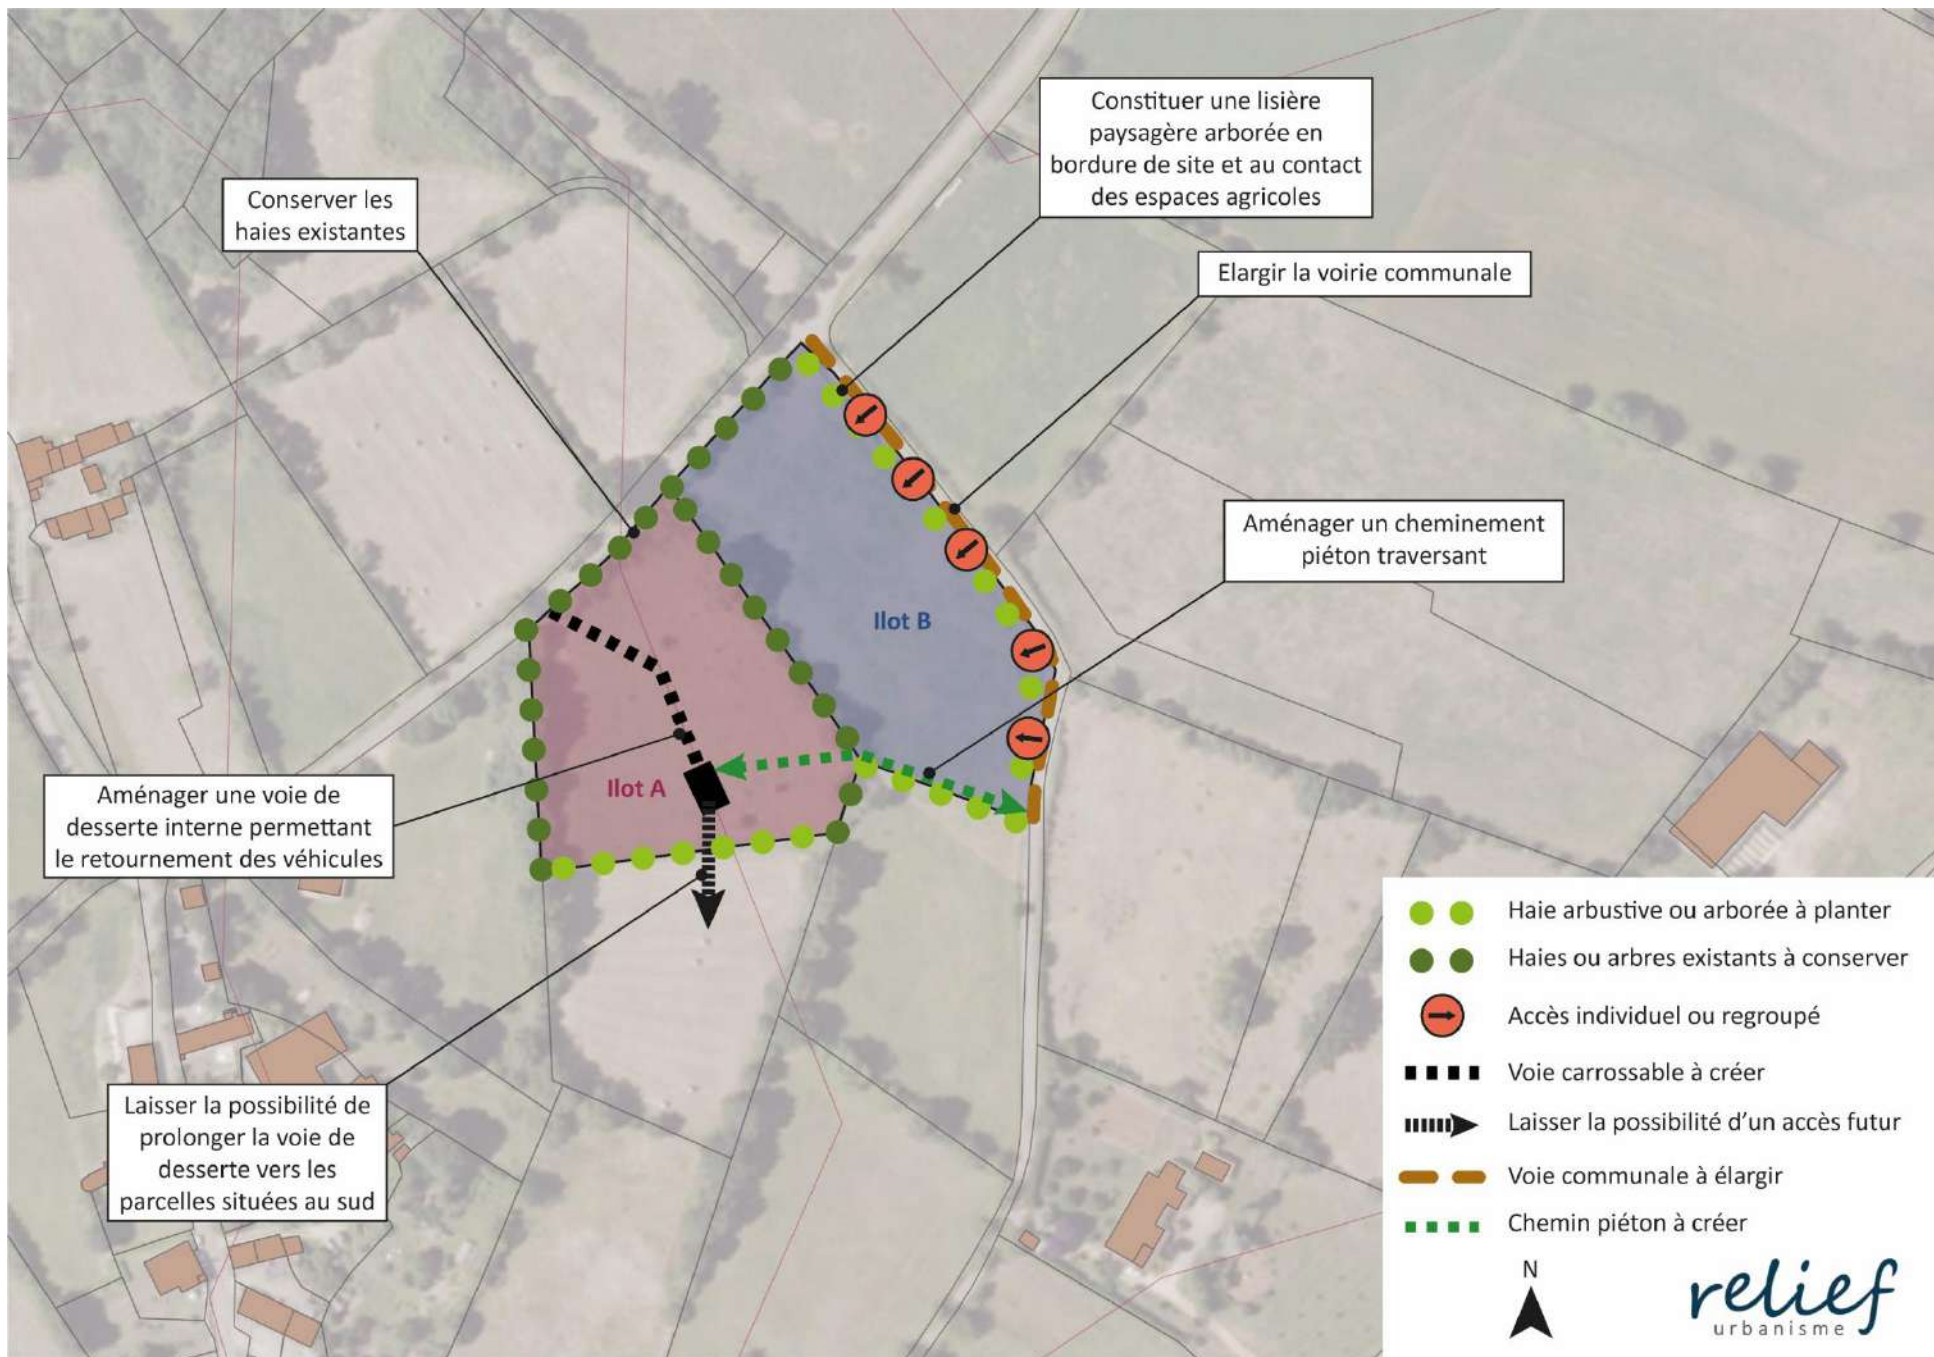 Constituer une lisière
paysagère arborée en
bordure de site et au contact
des espaces agricoles
Conserver les
haies existantes
Elargir la voirie communale
Aménager un cheminement
piéton traversant
Ilot B
Ilot A
Aménager une voie de
desserte interne permettant
le retournement des véhicules
Laisser la possibilité de
prolonger la voie de
desserte vers les
parcelles situées au sud
Haie arbustive ou arborée à planter
Haies ou arbres existants à conserver
Accès individuel ou regroupé
Voie carrossable à créer
Laisser la possibilité d'un accès futur
Voie communale à élargir
Chemin piéton à créer
N
relief
urbanisme